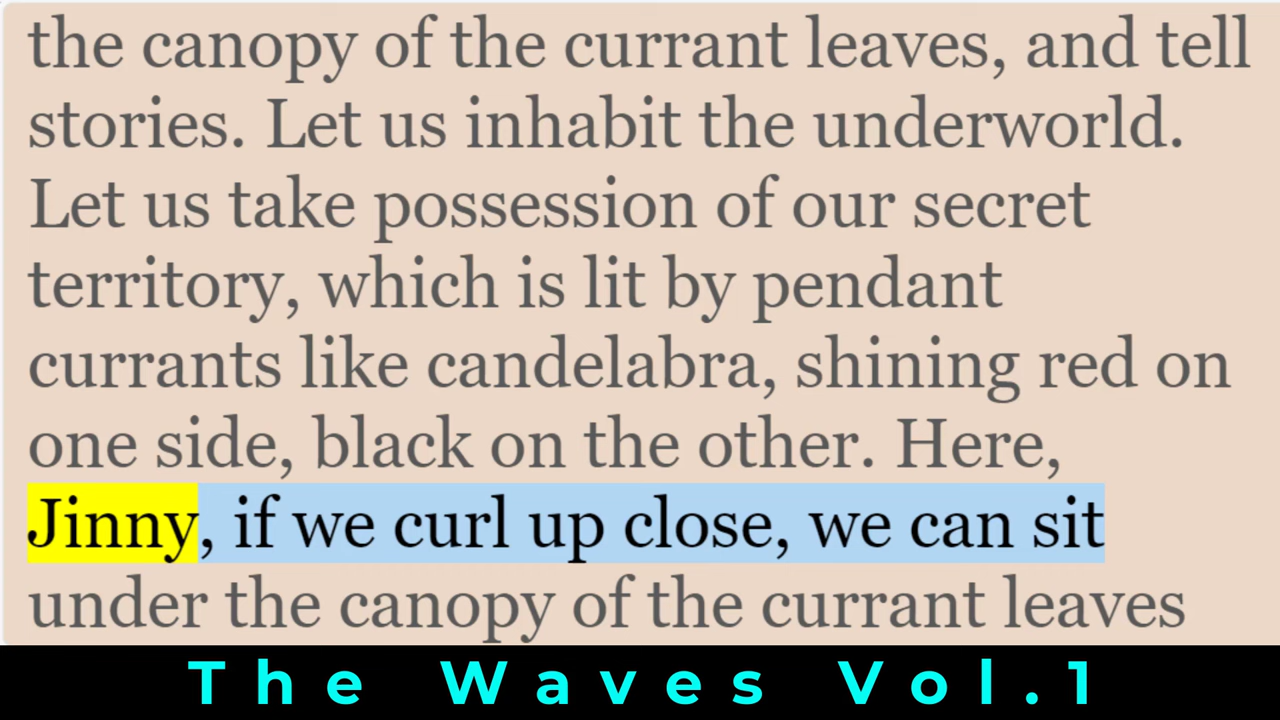 the canopy of the currant leaves, and tell
stories. Let us inhabit the underworld.
Let us take possession of our secret
territory, which is lit by pendant
currants like candelabra, shining red on
one side, black on the other. Here,
Jinny, if we curl up close, we can sit
under the canopy of the currant leaves
The Waves Vol.1